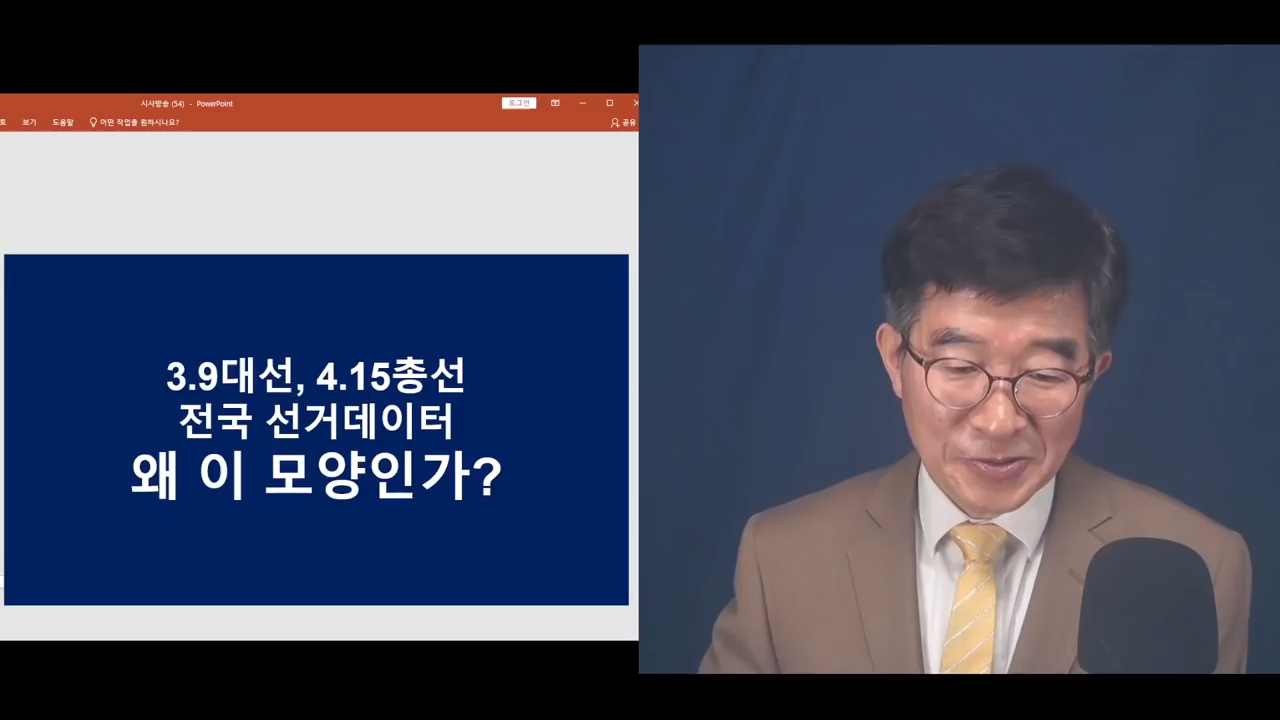 시사방송 (54) - PowerPoint
로그인
보기
도움말
어떤 작업을 원하시나요?
공유
3.9대선, 4.15총선
전국 선거데이터
왜 이 모양인가?